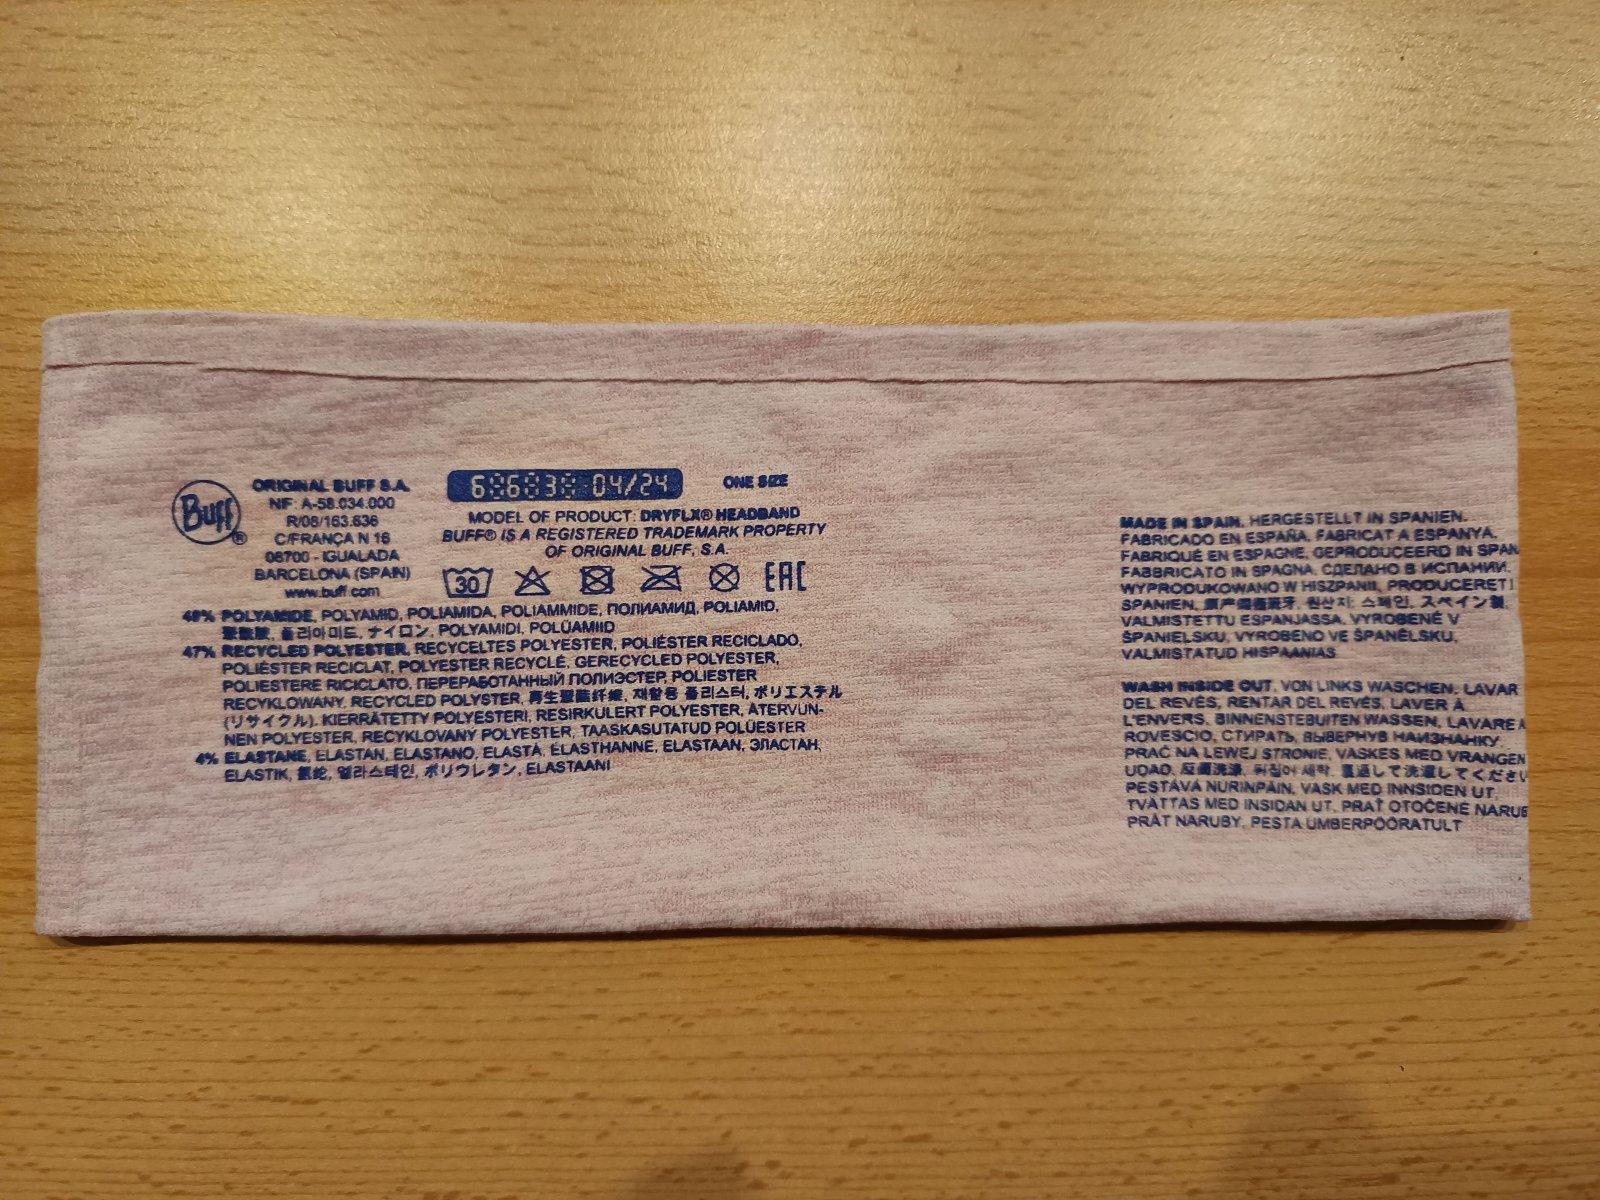 Buff®
ORIGINAL BUFF S.A.
NIF: A-58.034.000
R/08/163.636
C/FRANÇA N 16
08700 - IGUALADA
BARCELONA (SPAIN)
www.buff.com
6 6 3 04/24
ONE SIZE
MODEL OF PRODUCT: DRYFLX® HEADBAND
BUFF® IS A REGISTERED TRADEMARK PROPERTY
OF ORIGINAL BUFF, S.A.
30 EAC
POLYAMIDE, POLYAMID, POLIAMIDA, POLIAMMIDE, ПОЛИАМИД, POLIAMID,
폴리아미드, ナイロン, POLYAMIDI, POLÜAMIID
47% RECYCLED POLYESTER, RECYCELTES POLYESTER, POLIÉSTER RECICLADO,
POLIÈSTER RECICLAT, POLYESTER RECYCLÉ, GERECYCLED POLYESTER,
POLIESTERE RICICLATO, ПЕРЕРАБОТАННЫЙ ПОЛИЭСТЕР, POLIESTER
RECYKLOWANY, RECYCLED POLYSTER, 再生聚酯纤维, 재활용 폴리스터, ポリエステル
(リサイクル), KIERRÄTETTY POLYESTERI, RESIRKULERT POLYESTER, ÅTERVUN-
NEN POLYESTER, RECYKLOVANÝ POLYESTER, TAASKASUTATUD POLÜESTER
4% ELASTANE, ELASTAN, ELASTANO, ELASTÀ, ÉLASTHANNE, ELASTAAN, ЭЛАСТАН,
ELASTIK, 氨纶, 엘라스테인, ポリウレタン, ELASTAANI
MADE IN SPAIN, HERGESTELLT IN SPANIEN.
FABRICADO EN ESPAÑA. FABRICAT A ESPANYA.
FABRIQUÉ EN ESPAGNE, GEPRODUCEERD IN SPAN
FABBRICATO IN SPAGNA, СДЕЛАНО В ИСПАНИИ.
WYPRODUKOWANO W HISZPANII, PRODUCERET I
SPANIEN, 원산지: 스페인, スペイン製,
VALMISTETTU ESPANJASSA, VYROBENÉ V
ŠPANIELSKU, VYROBENO VE ŠPANĚLSKU,
VALMISTATUD HISPAANIAS
WASH INSIDE OUT, VON LINKS WASCHEN, LAVAR
DEL REVÉS, RENTAR DEL REVÉS, LAVER À
L'ENVERS, BINNENSTEBUITEN WASSEN, LAVARE A
ROVESCIO, СТИРАТЬ, ВЫВЕРНУВ НАИЗНАНКУ,
PRAĆ NA LEWEJ STRONIE, VASKES MED VRANGEN
UDAD, 反面洗涤, 뒤집어 세탁, 裏返して洗濯してくださ
PESTÄVÄ NURINPÄIN, VASK MED INNSIDEN UT,
TVÄTTAS MED INSIDAN UT, PRAŤ OTOČENÉ NARUB
PRÁT NARUBY, PESTA ÜMBERPÖÖRATULT